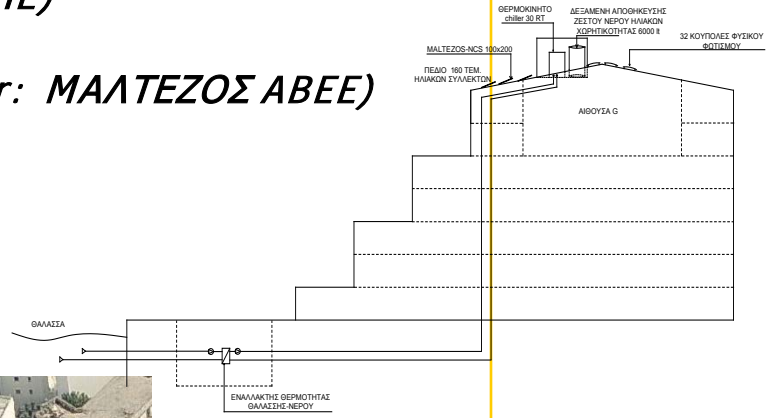 r: ΜΑΛΤΕΖΟΣ ΑΒΕΕ)
ΘΕΡΜΟΚΙΝΗΤΟ
chiller 30 RT
ΔΕΞΑΜΕΝΗ ΑΠΟΘΗΚΕΥΣΗΣ
ΖΕΣΤΟΥ ΝΕΡΟΥ ΗΛΙΑΚΩΝ
ΧΩΡΗΤΙΚΟΤΗΤΑΣ 6000 lt
32 ΚΟΥΠΟΛΕΣ ΦΥΣΙΚΟΥ
ΦΩΤΙΣΜΟΥ
MALTEZOS-NCS 100x200
ΠΕΔΙΟ 160 ΤΕΜ.
ΗΛΙΑΚΩΝ ΣΥΛΛΕΚΤΩΝ
ΑΙΘΟΥΣΑ G
ΘΑΛΑΣΣΑ
ΕΝΑΛΛΑΚΤΗΣ ΘΕΡΜΟΤΗΤΑΣ
ΘΑΛΑΣΣΗΣ-ΝΕΡΟΥ